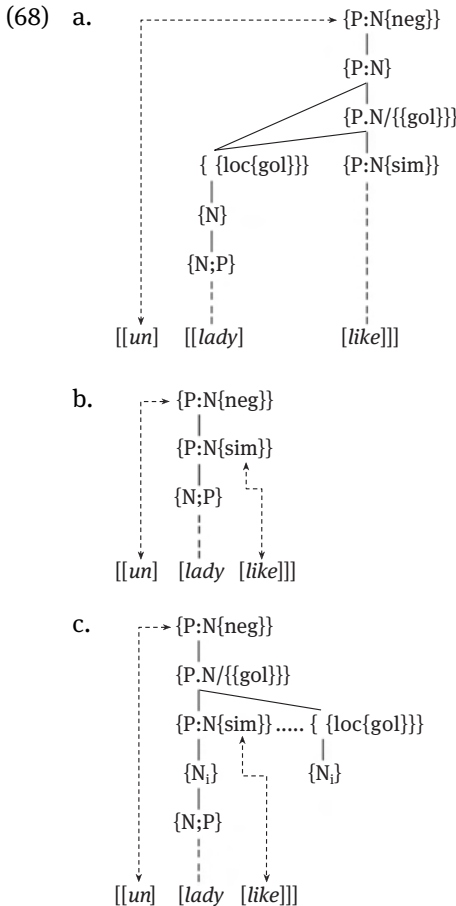 (68) a. {P:N{neg}}
{P:N}
{P.N/{{gol}}}
{ {loc{gol}}} {P:N{sim}}
{N}
{N;P}
[[un] [[lady] [like]]]
b. {P:N{neg}}
{P:N{sim}}
{N;P}
[[un] [lady [like]]]
c. {P:N{neg}}
{P.N/{{gol}}}
{P:N{sim}} ..... { {loc{gol}}}
{Nᵢ} {Nᵢ}
{N;P}
[[un] [lady [like]]]